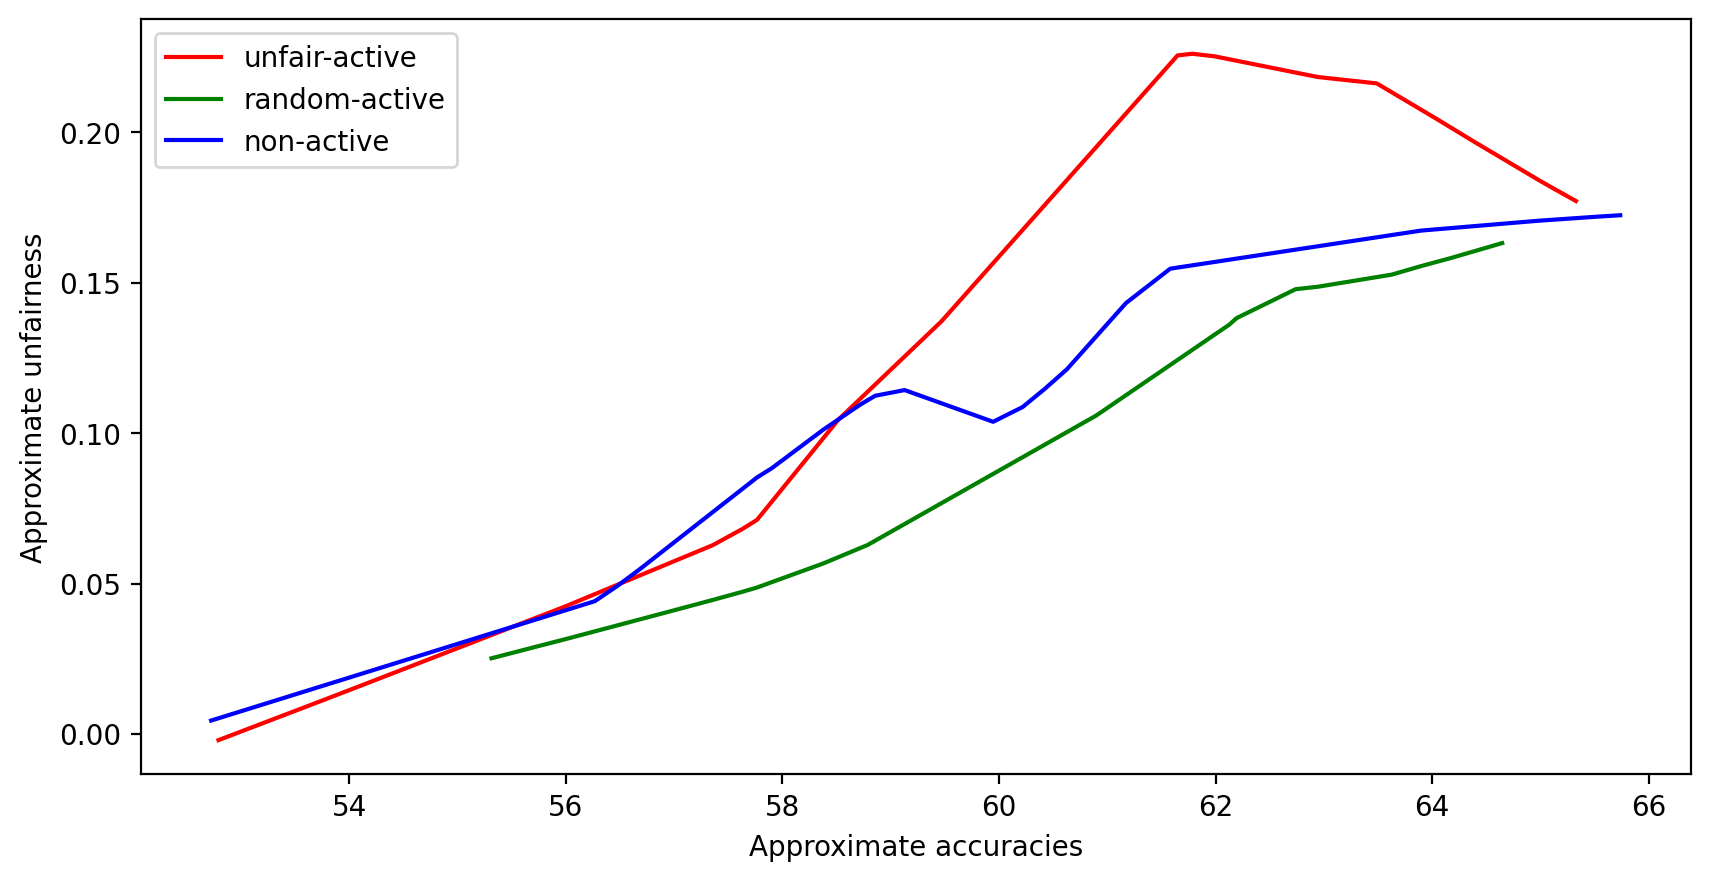 unfair-active
random-active
non-active
0.20
0.15
0.10
0.05
0.00
Approximate unfairness
54 56 58 60 62 64 66
Approximate accuracies